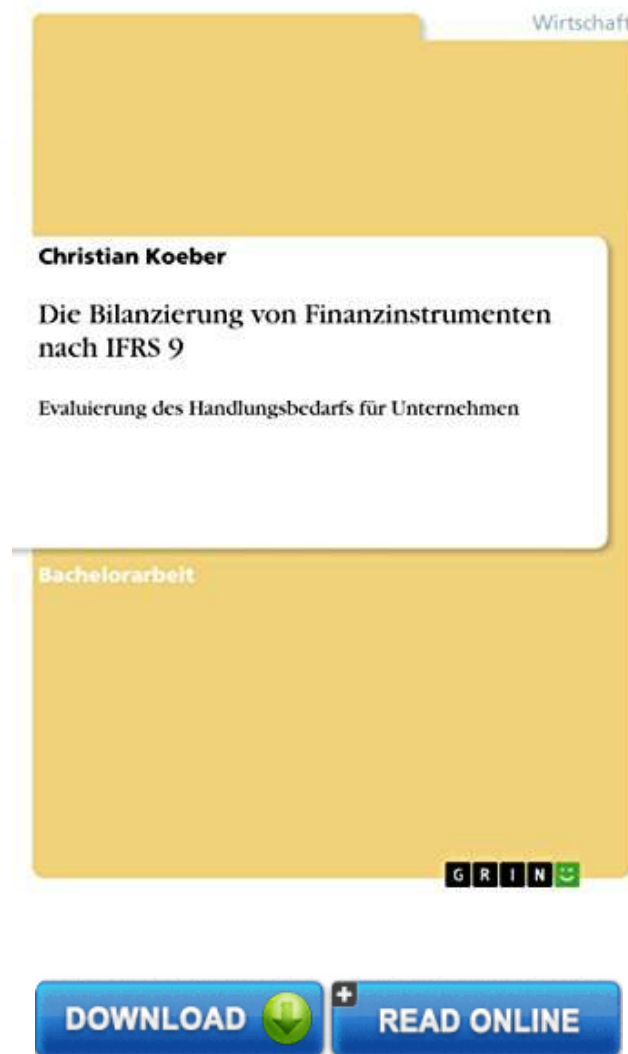 Wirtschaft
Christian Koeber
Die Bilanzierung von Finanzinstrumenten
nach IFRS 9
Evaluierung des Handlungsbedarfs für Unternehmen
Bachelorarbeit
GRIN
DOWNLOAD
READ ONLINE